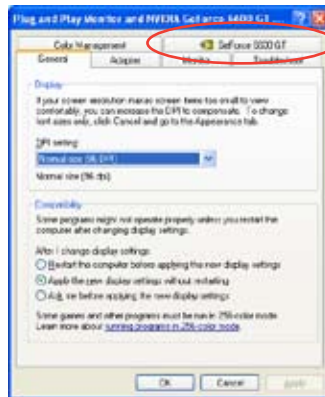 Plug and Play Monitor and NVIDIA GeForce 6600 GT ...
Color Management
GeForce 6600 GT
General
Adapter
Monitor
Troubleshoot
Display
If your screen resolution makes screen items too small to view
comfortably, you can increase the DPI to compensate. To change
font sizes only, click Cancel and go to the Appearance tab.
DPI setting:
Normal size (96 DPI)
Normal size (96 dpi)
Compatibility
Some programs might not operate properly unless you restart the
computer after changing display settings.
After I change display settings:
Restart the computer before applying the new display settings
Apply the new display settings without restarting
Ask me before applying the new display settings
Some games and other programs must be run in 256-color mode.
Learn more about running programs in 256-color mode.
OK
Cancel
Apply